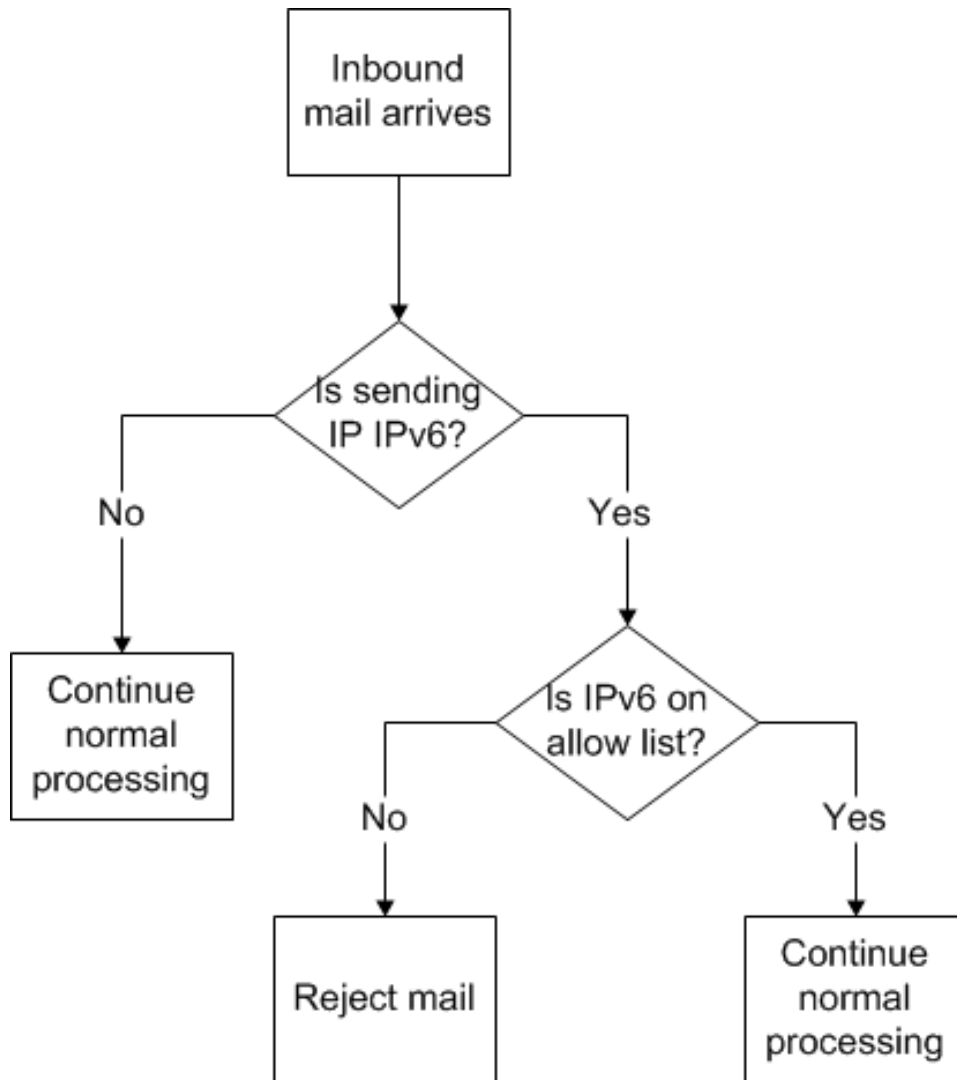 Inbound
mail arrives
Is sending
IP IPv6?
No
Yes
Continue
normal
processing
Is IPv6 on
allow list?
No
Yes
Reject mail
Continue
normal
processing